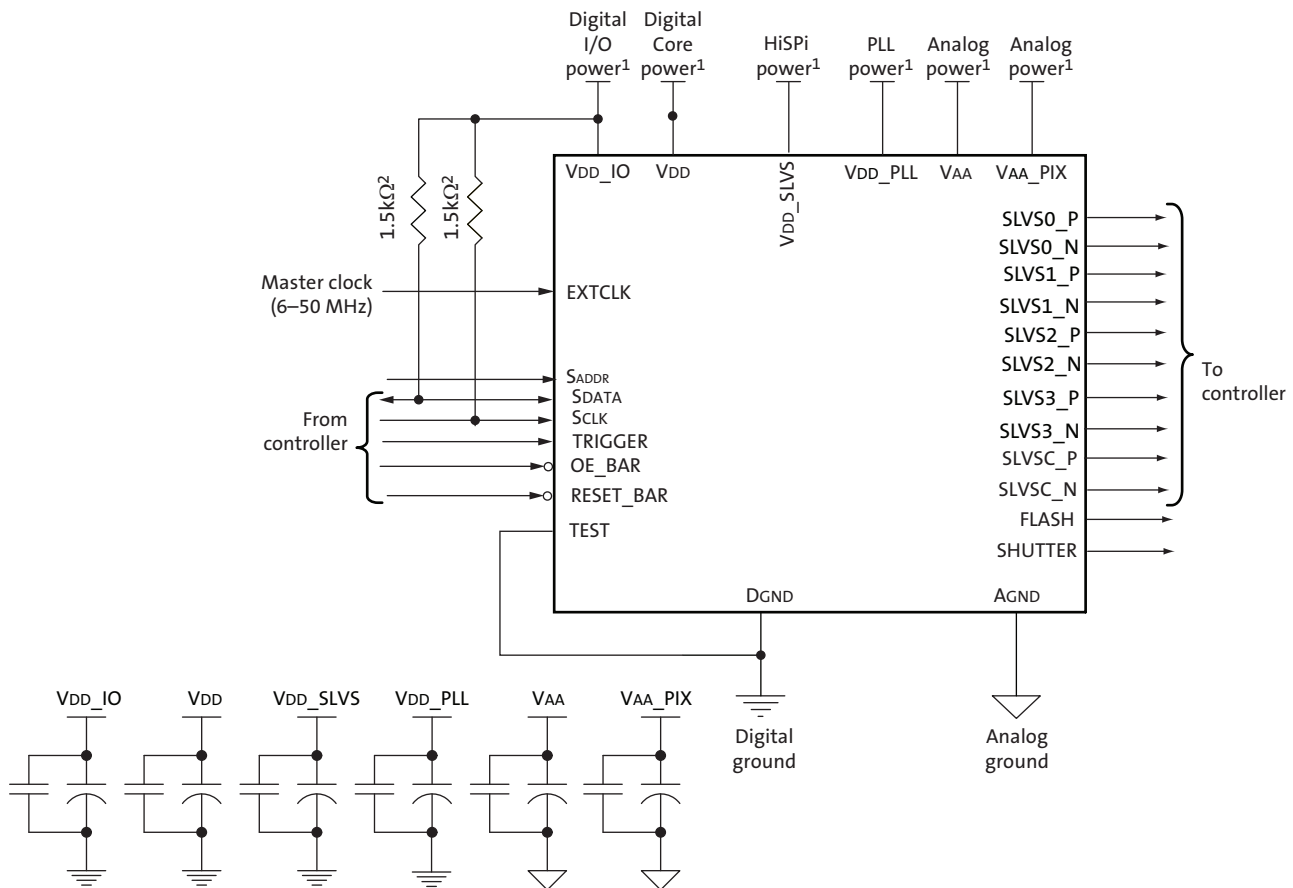 Digital
I/O
power1
Digital
Core
power1
HiSPi
power1
PLL
power1
Analog
power1
Analog
power1
VDD_IO
VDD
VDD_SLVS
VDD_PLL
VAA
VAA_PIX
1.5kΩ2
1.5kΩ2
Master clock
(6–50 MHz)
EXTCLK
SADDR
SDATA
SCLK
TRIGGER
OE_BAR
RESET_BAR
TEST
From
controller
SLVS0_P
SLVS0_N
SLVS1_P
SLVS1_N
SLVS2_P
SLVS2_N
SLVS3_P
SLVS3_N
SLVSC_P
SLVSC_N
FLASH
SHUTTER
To
controller
DGND
AGND
Digital
ground
Analog
ground
VDD_IO
VDD
VDD_SLVS
VDD_PLL
VAA
VAA_PIX